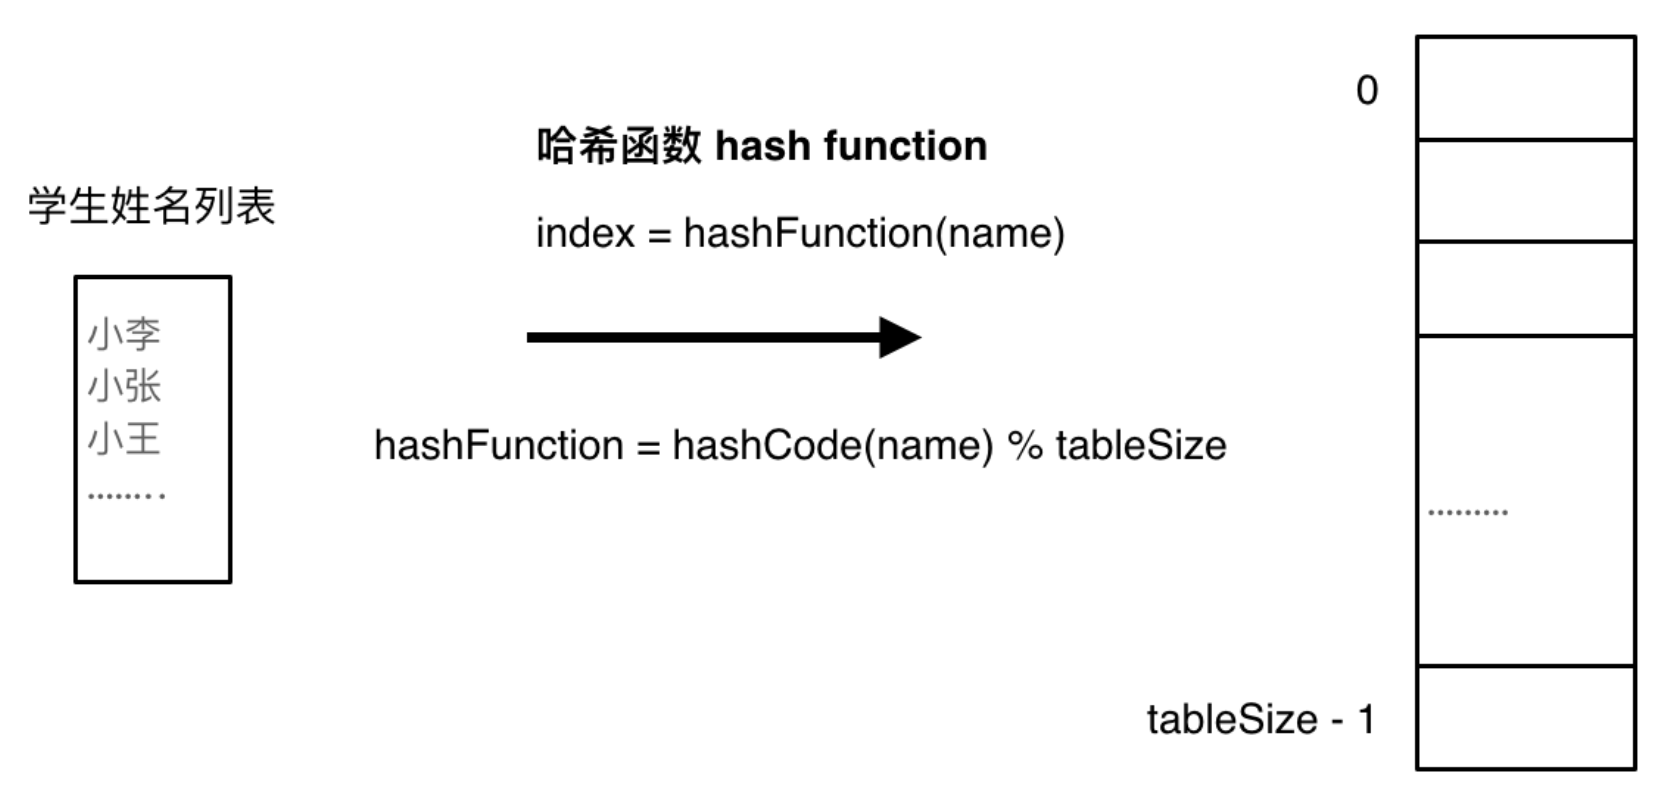 学生姓名列表
小李
小张
小王
........
哈希函数 hash function
index = hashFunction(name)
hashFunction = hashCode(name) % tableSize
0
.........
tableSize - 1